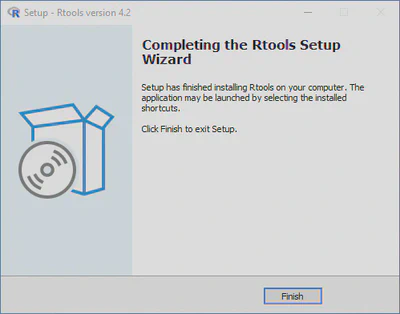 Setup - Rtools version 4.2
Completing the Rtools Setup
Wizard
Setup has finished installing Rtools on your computer. The
application may be launched by selecting the installed
shortcuts.
Click Finish to exit Setup.
Finish